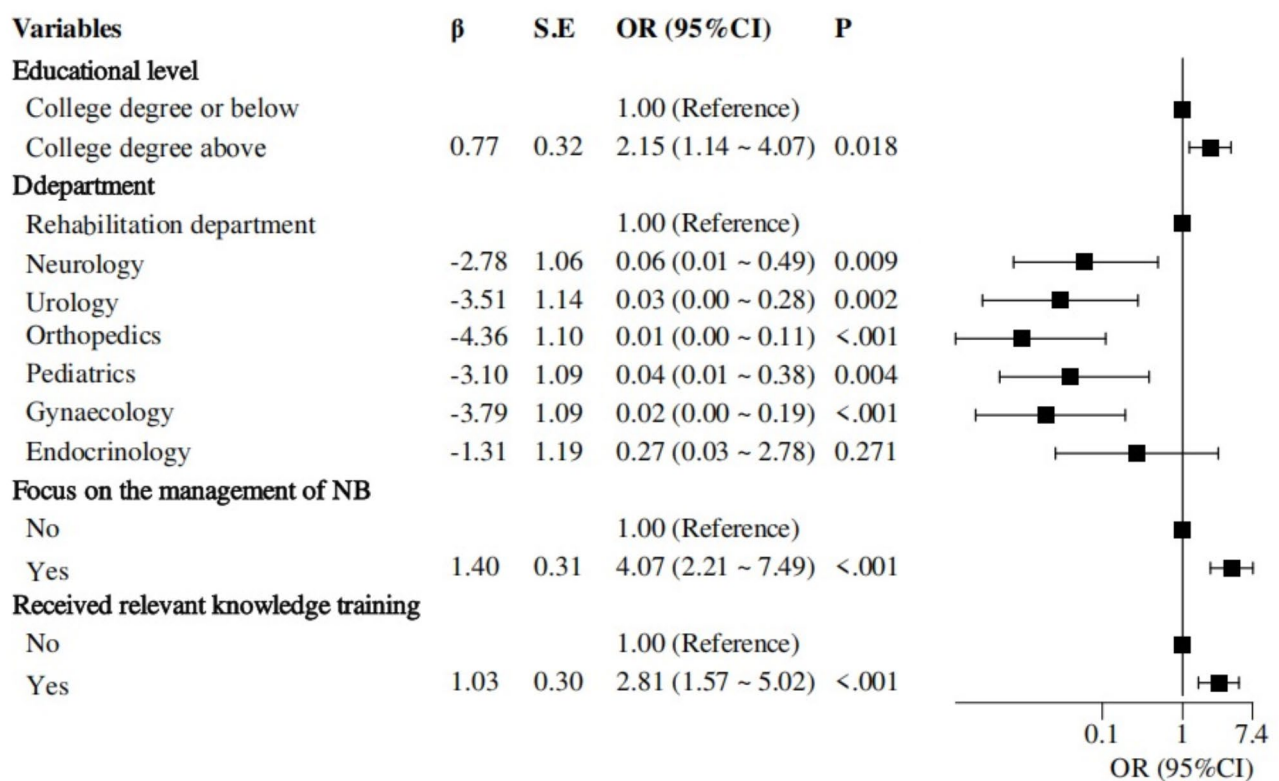 Variables β S.E OR (95%CI) P
Educational level
College degree or below 1.00 (Reference)
College degree above 0.77 0.32 2.15 (1.14 ~ 4.07) 0.018
Ddepartment
Rehabilitation department 1.00 (Reference)
Neurology -2.78 1.06 0.06 (0.01 ~ 0.49) 0.009
Urology -3.51 1.14 0.03 (0.00 ~ 0.28) 0.002
Orthopedics -4.36 1.10 0.01 (0.00 ~ 0.11) <.001
Pediatrics -3.10 1.09 0.04 (0.01 ~ 0.38) 0.004
Gynaecology -3.79 1.09 0.02 (0.00 ~ 0.19) <.001
Endocrinology -1.31 1.19 0.27 (0.03 ~ 2.78) 0.271
Focus on the management of NB
No 1.00 (Reference)
Yes 1.40 0.31 4.07 (2.21 ~ 7.49) <.001
Received relevant knowledge training
No 1.00 (Reference)
Yes 1.03 0.30 2.81 (1.57 ~ 5.02) <.001
0.1 1 7.4
OR (95%CI)